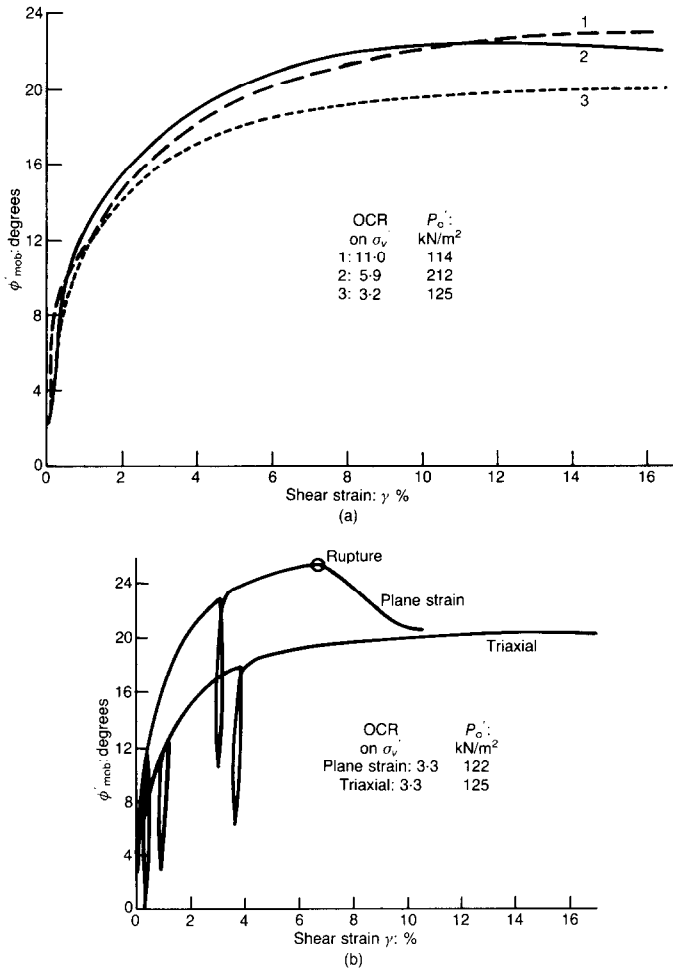 24
20
16
12
8
4
0
φ′mob: degrees
1
2
3
OCR P′o:
on σ′v kN/m²
1: 11·0 114
2: 5·9 212
3: 3·2 125
0 2 4 6 8 10 12 14 16
Shear strain: γ %
(a)
24
20
16
12
8
4
0
φ′mob: degrees
Rupture
Plane strain
Triaxial
OCR P′o:
on σ′v kN/m²
Plane strain: 3·3 122
Triaxial: 3·3 125
0 2 4 6 8 10 12 14 16
Shear strain γ: %
(b)